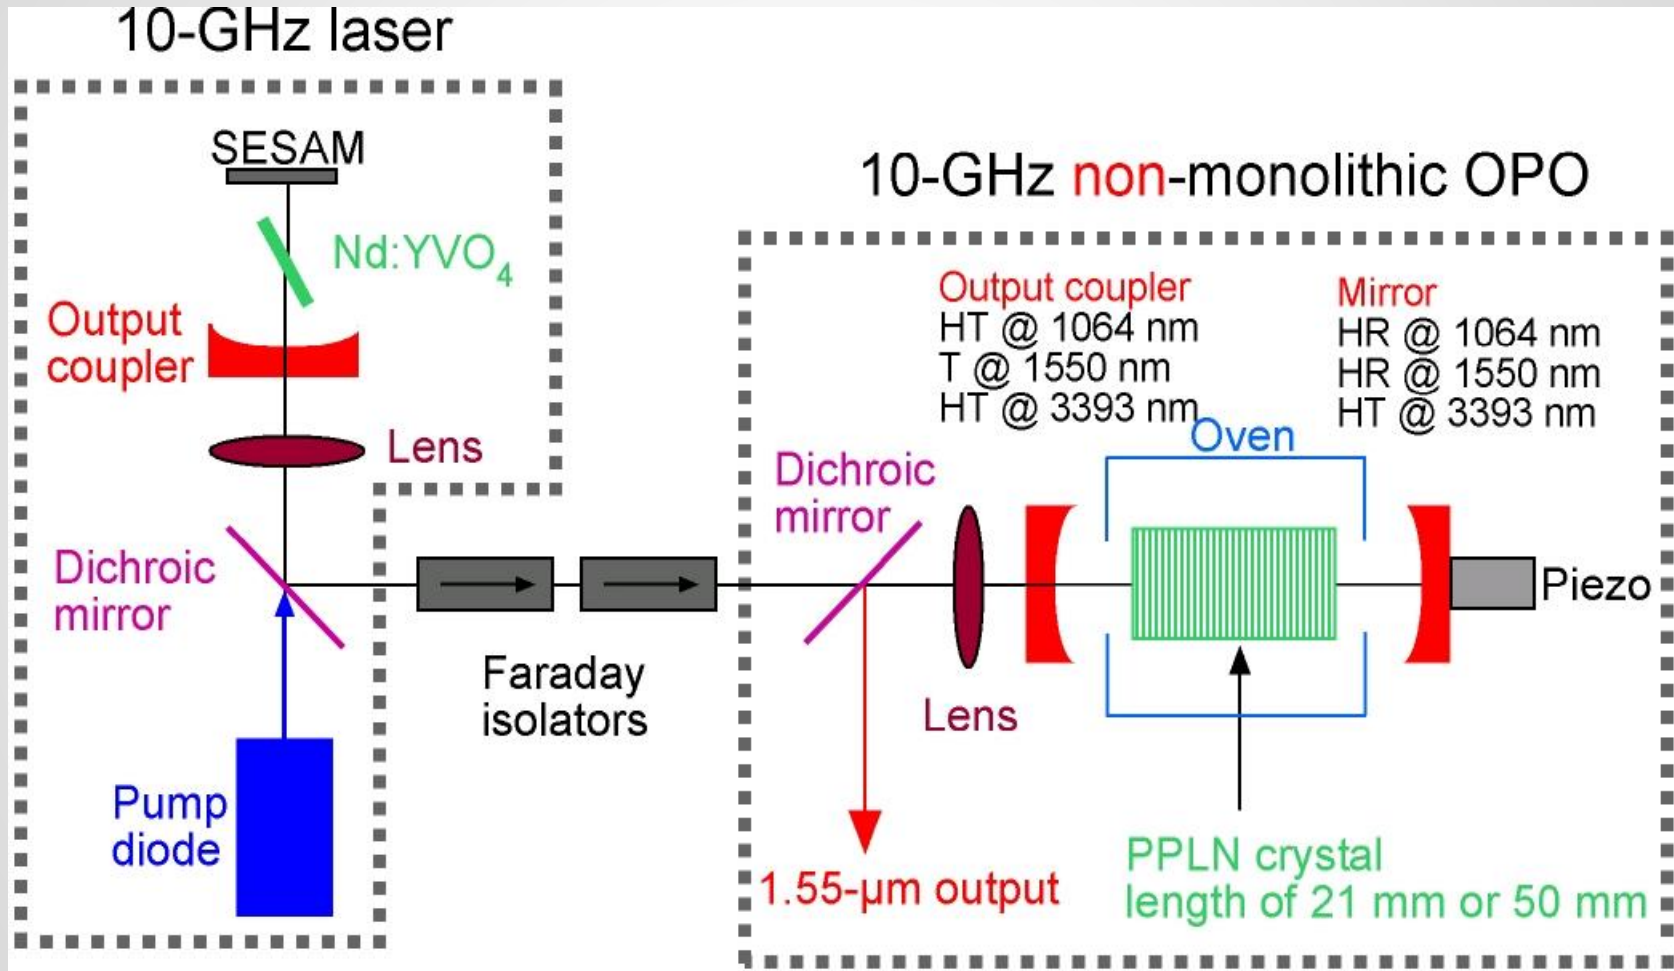 10-GHz laser
SESAM
Nd:YVO4
Output
coupler
Lens
Dichroic
mirror
Pump
diode
Faraday
isolators
10-GHz non-monolithic OPO
Output coupler
HT @ 1064 nm
T @ 1550 nm
HT @ 3393 nm
Mirror
HR @ 1064 nm
HR @ 1550 nm
HT @ 3393 nm
Oven
Dichroic
mirror
Lens
Piezo
1.55-µm output
PPLN crystal
length of 21 mm or 50 mm